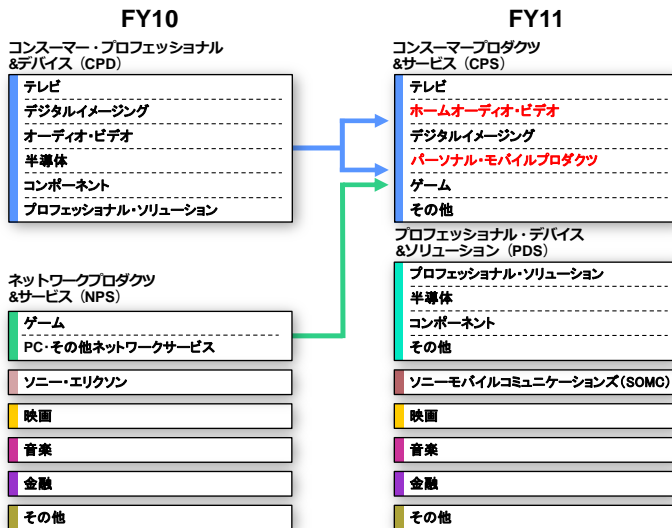 FY10
コンスーマー・プロフェッショナル
&デバイス（CPD）
テレビ
デジタルイメージング
オーディオ・ビデオ
半導体
コンポーネント
プロフェッショナル・ソリューション
ネットワークプロダクツ
&サービス（NPS）
ゲーム
PC・その他ネットワークサービス
ソニー・エリクソン
映画
音楽
金融
その他
FY11
コンスーマープロダクツ
&サービス（CPS）
テレビ
ホームオーディオ・ビデオ
デジタルイメージング
パーソナル・モバイルプロダクツ
ゲーム
その他
プロフェッショナル・デバイス
&ソリューション（PDS）
プロフェッショナル・ソリューション
半導体
コンポーネント
その他
ソニーモバイルコミュニケーションズ（SOMC）
映画
音楽
金融
その他